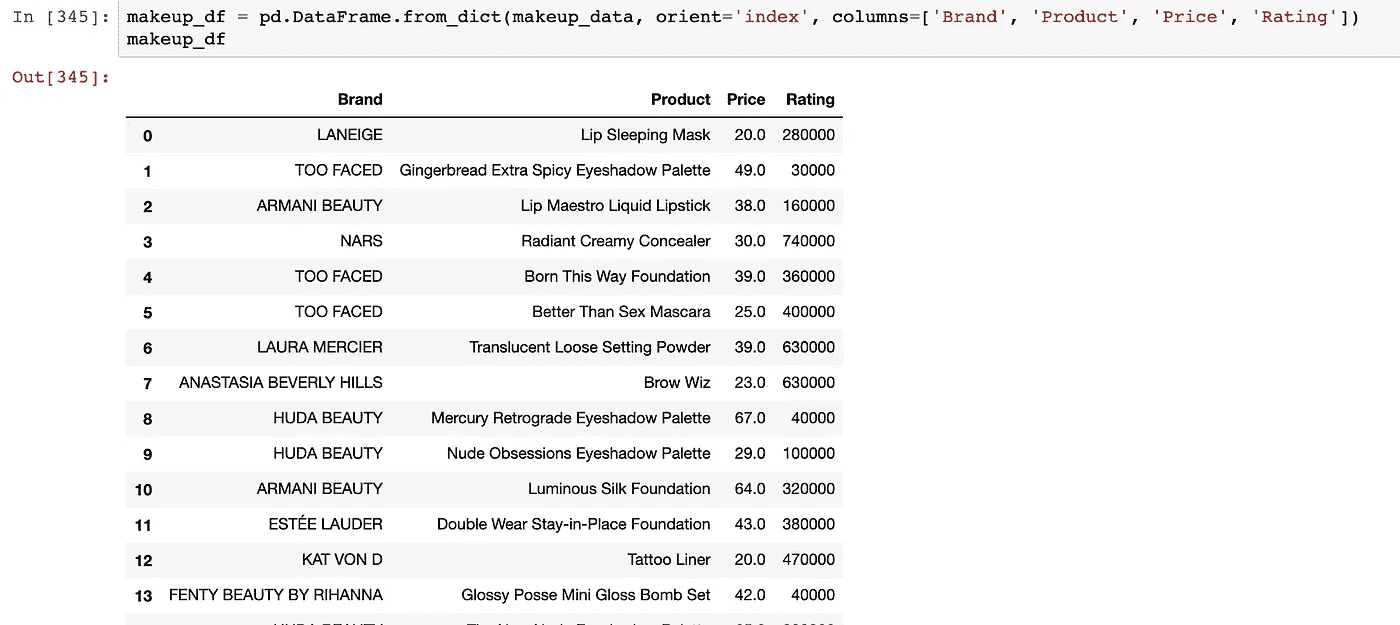 In [345]: makeup_df = pd.DataFrame.from_dict(makeup_data, orient='index', columns=['Brand', 'Product', 'Price', 'Rating'])
makeup_df
Out[345]:
Brand Product Price Rating
0 LANEIGE Lip Sleeping Mask 20.0 280000
1 TOO FACED Gingerbread Extra Spicy Eyeshadow Palette 49.0 30000
2 ARMANI BEAUTY Lip Maestro Liquid Lipstick 38.0 160000
3 NARS Radiant Creamy Concealer 30.0 740000
4 TOO FACED Born This Way Foundation 39.0 360000
5 TOO FACED Better Than Sex Mascara 25.0 400000
6 LAURA MERCIER Translucent Loose Setting Powder 39.0 630000
7 ANASTASIA BEVERLY HILLS Brow Wiz 23.0 630000
8 HUDA BEAUTY Mercury Retrograde Eyeshadow Palette 67.0 40000
9 HUDA BEAUTY Nude Obsessions Eyeshadow Palette 29.0 100000
10 ARMANI BEAUTY Luminous Silk Foundation 64.0 320000
11 ESTÉE LAUDER Double Wear Stay-in-Place Foundation 43.0 380000
12 KAT VON D Tattoo Liner 20.0 470000
13 FENTY BEAUTY BY RIHANNA Glossy Posse Mini Gloss Bomb Set 42.0 40000